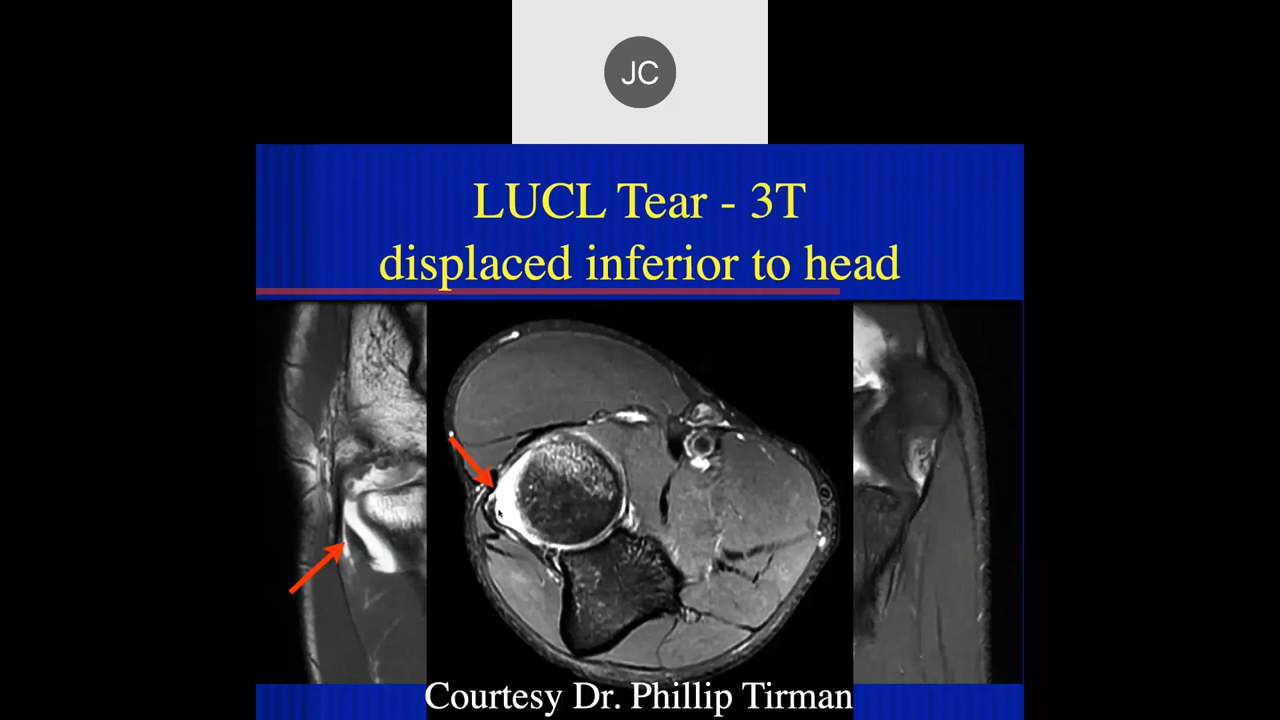 JC
LUCL Tear - 3T
displaced inferior to head
Courtesy Dr. Phillip Tirman